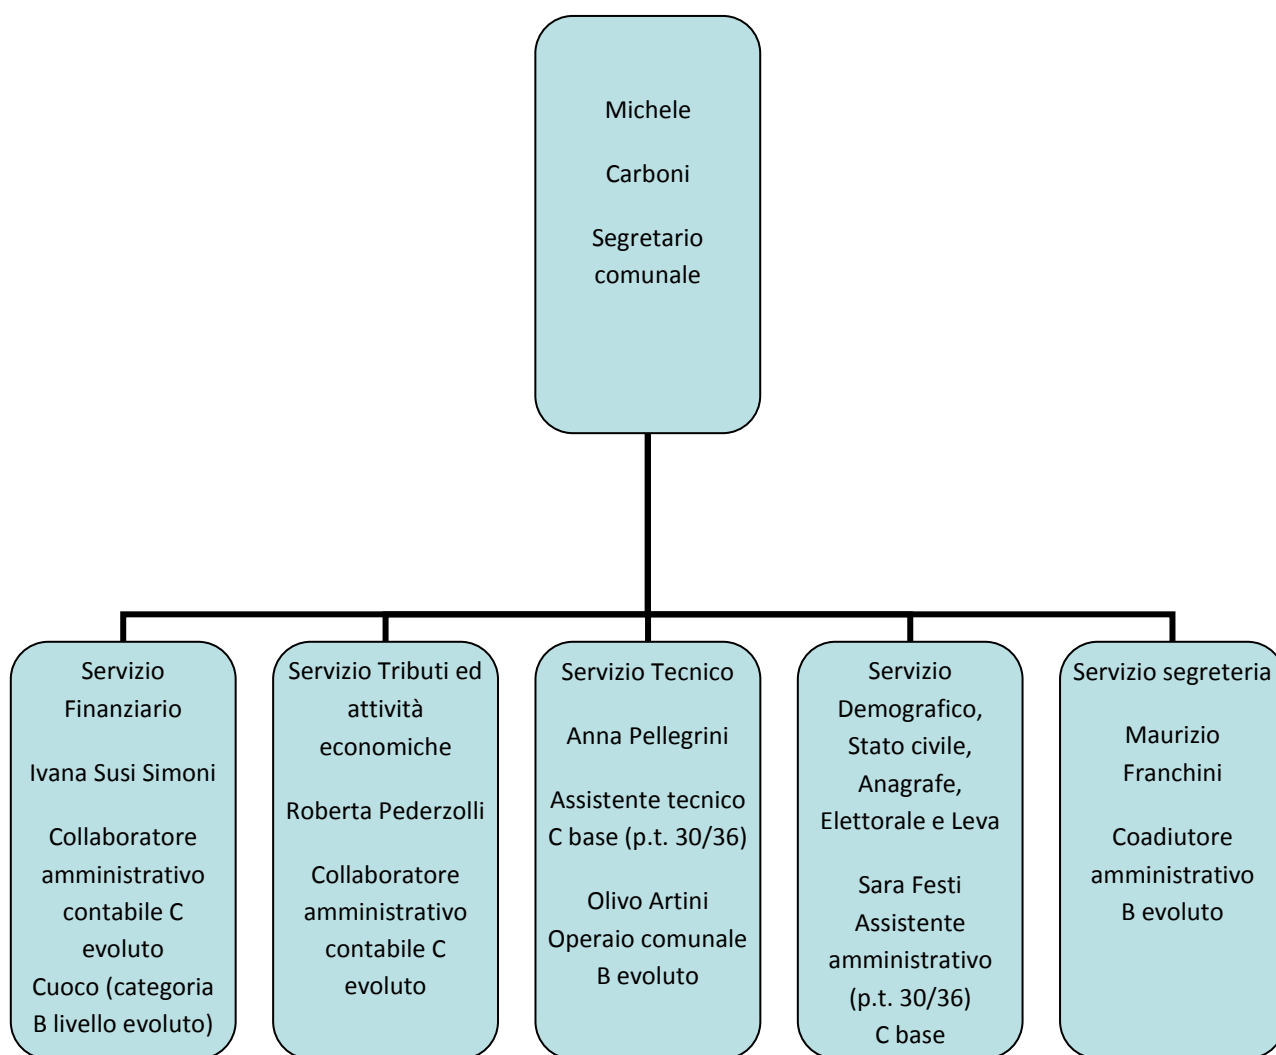 Michele
Carboni
Segretario
comunale
Servizio
Finanziario
Ivana Susi Simoni
Collaboratore
amministrativo
contabile C
evoluto
Cuoco (categoria
B livello evoluto)
Servizio Tributi ed
attività
economiche
Roberta Pederzolli
Collaboratore
amministrativo
contabile C
evoluto
Servizio Tecnico
Anna Pellegrini
Assistente tecnico
C base (p.t. 30/36)
Olivo Artini
Operaio comunale
B evoluto
Servizio
Demografico,
Stato civile,
Anagrafe,
Elettorale e Leva
Sara Festi
Assistente
amministrativo
(p.t. 30/36)
C base
Servizio segreteria
Maurizio
Franchini
Coadiutore
amministrativo
B evoluto